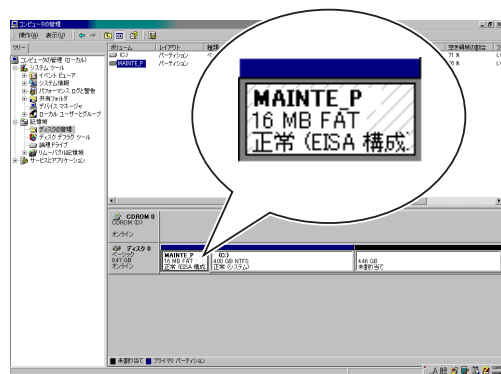 コンピュータの管理
操作(A) 表示(V)
ツリー
ボリューム レイアウト 種類 空き領域の割合
コンピュータの管理 (ローカル)
(C:) パーティション 71 %
システム ツール
MAINTE_P パーティション
イベント ビューア
システム情報
パフォーマンス ログと警告
共有フォルダ
デバイス マネージャ
ローカル ユーザーとグループ
記憶域
ディスクの管理
ディスク デフラグ ツール
論理ドライブ
リムーバブル記憶域
サービスとアプリケーション
MAINTE_P
16 MB FAT
正常 (EISA 構成)
CDROM 0
CDROM (D:)
オンライン
ディスク 0
ベーシック
8.47 GB
オンライン
MAINTE_P
16 MB FAT
正常 (EISA 構成
(C:)
4.00 GB NTFS
正常 (システム)
4.46 GB
未割り当て
未割り当て プライマリ パーティション